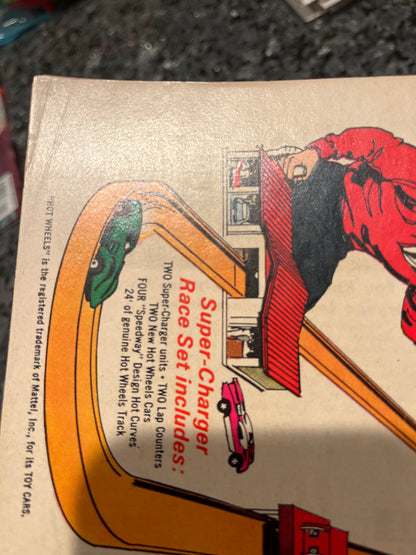 Super-Charger
Race Set includes:
TWO Super-Charger units • TWO Lap Counters
TWO New Hot Wheels Cars
FOUR "Speedway" Design Hot Curves
24' of genuine Hot Wheels Track
"HOT WHEELS" is the registered trademark of Mattel, Inc., for its TOY CARS.